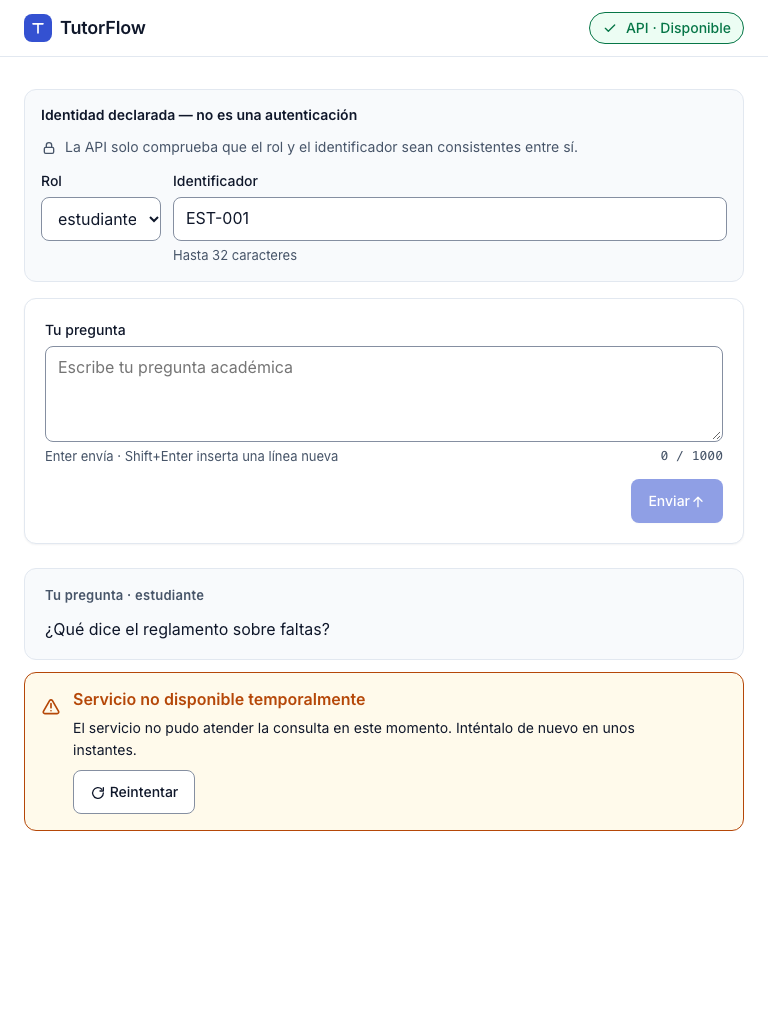 T TutorFlow
API · Disponible
Identidad declarada — no es una autenticación
La API solo comprueba que el rol y el identificador sean consistentes entre sí.
Rol
Identificador
estudiante
EST-001
Hasta 32 caracteres
Tu pregunta
Escribe tu pregunta académica
Enter envía · Shift+Enter inserta una línea nueva
0 / 1000
Enviar
Tu pregunta · estudiante
¿Qué dice el reglamento sobre faltas?
Servicio no disponible temporalmente
El servicio no pudo atender la consulta en este momento. Inténtalo de nuevo en unos
instantes.
Reintentar